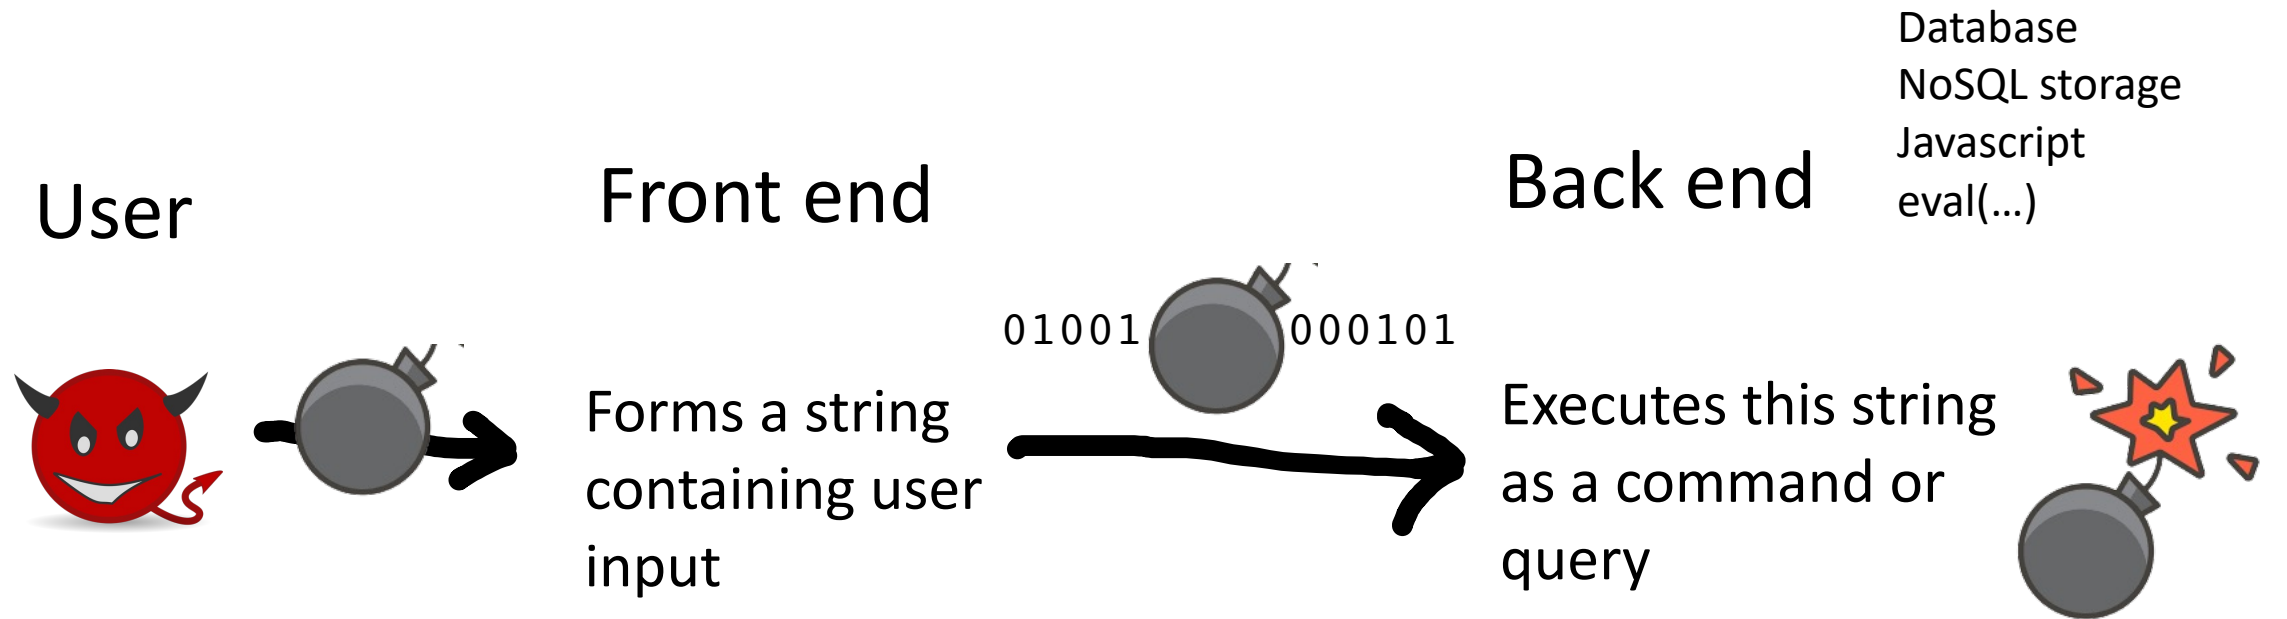 User
Front end
Back end
Database
NoSQL storage
Javascript
eval(…)
01001
000101
Forms a string
containing user
input
Executes this string
as a command or
query